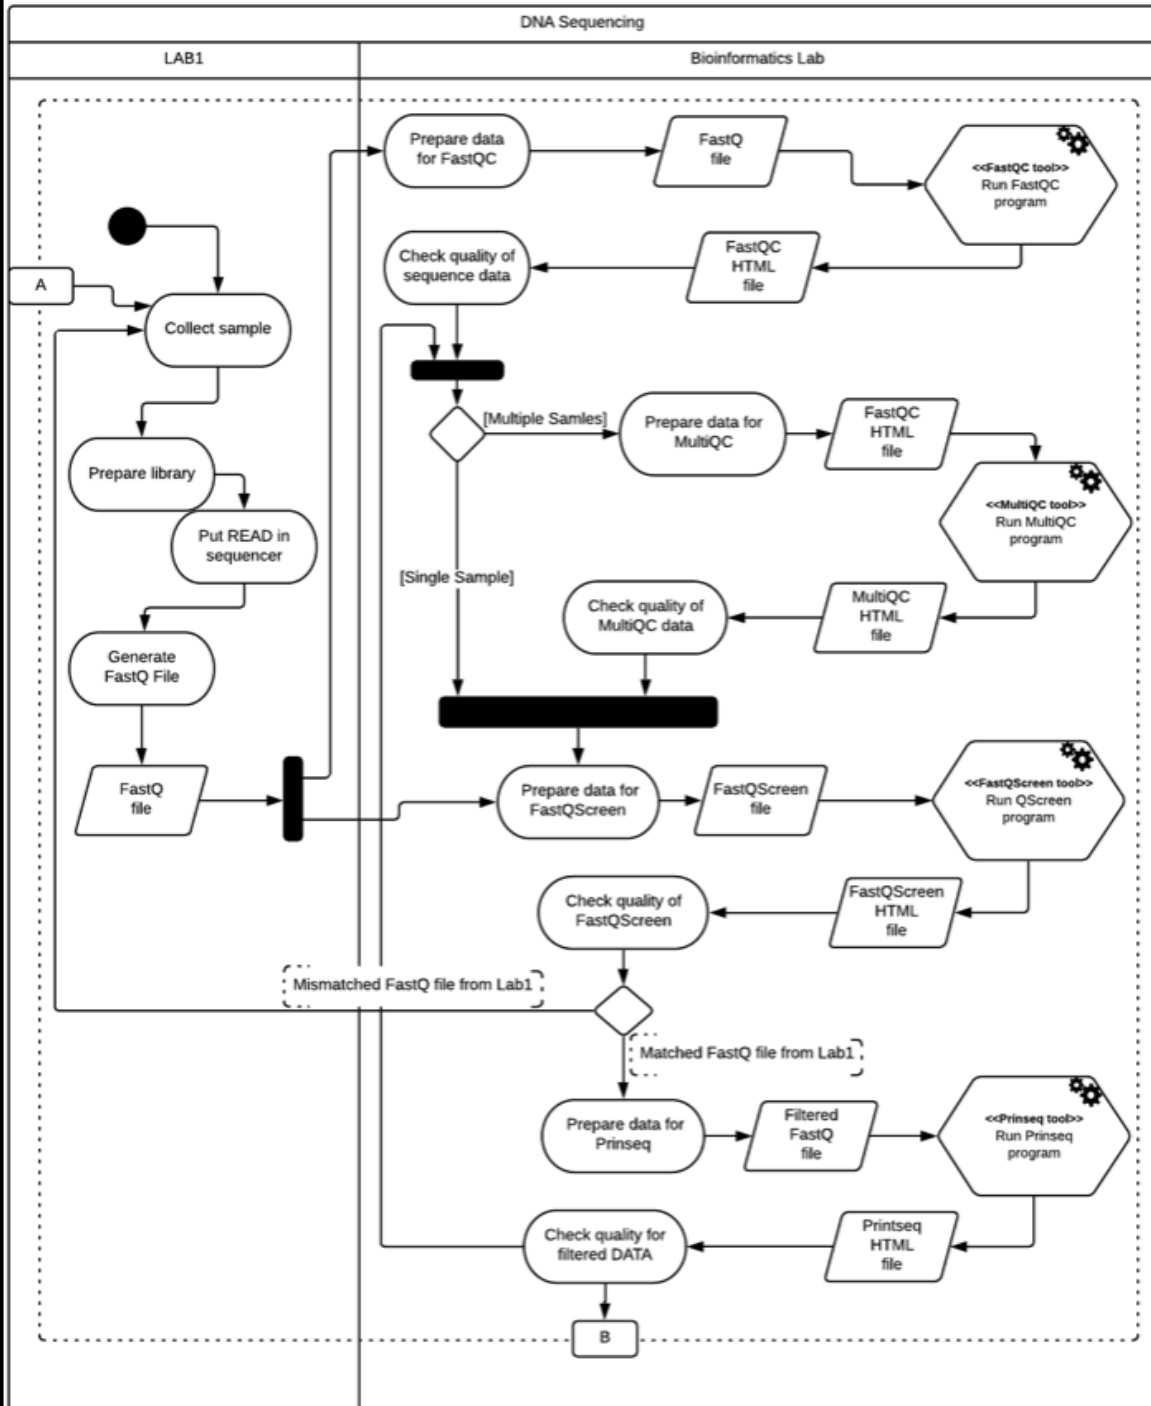 DNA Sequencing
LAB1
Bioinformatics Lab
Prepare data
for FastQC
FastQ
file
<<FastQC tool>>
Run FastQC
program
Check quality of
sequence data
FastQC
HTML
file
A
Collect sample
[Multiple Samles]
Prepare data for
MultiQC
FastQC
HTML
file
Prepare library
<<MultiQC tool>>
Run MultiQC
program
Put READ in
sequencer
[Single Sample]
Check quality of
MultiQC data
MultiQC
HTML
file
Generate
FastQ File
FastQ
file
Prepare data for
FastQScreen
FastQScreen
file
<<FastQScreen tool>>
Run QScreen
program
Check quality of
FastQScreen
FastQScreen
HTML
file
Mismatched FastQ file from Lab1
Matched FastQ file from Lab1
Prepare data for
Prinseq
Filtered
FastQ
file
<<Prinseq tool>>
Run Prinseq
program
Check quality for
filtered DATA
Printseq
HTML
file
B